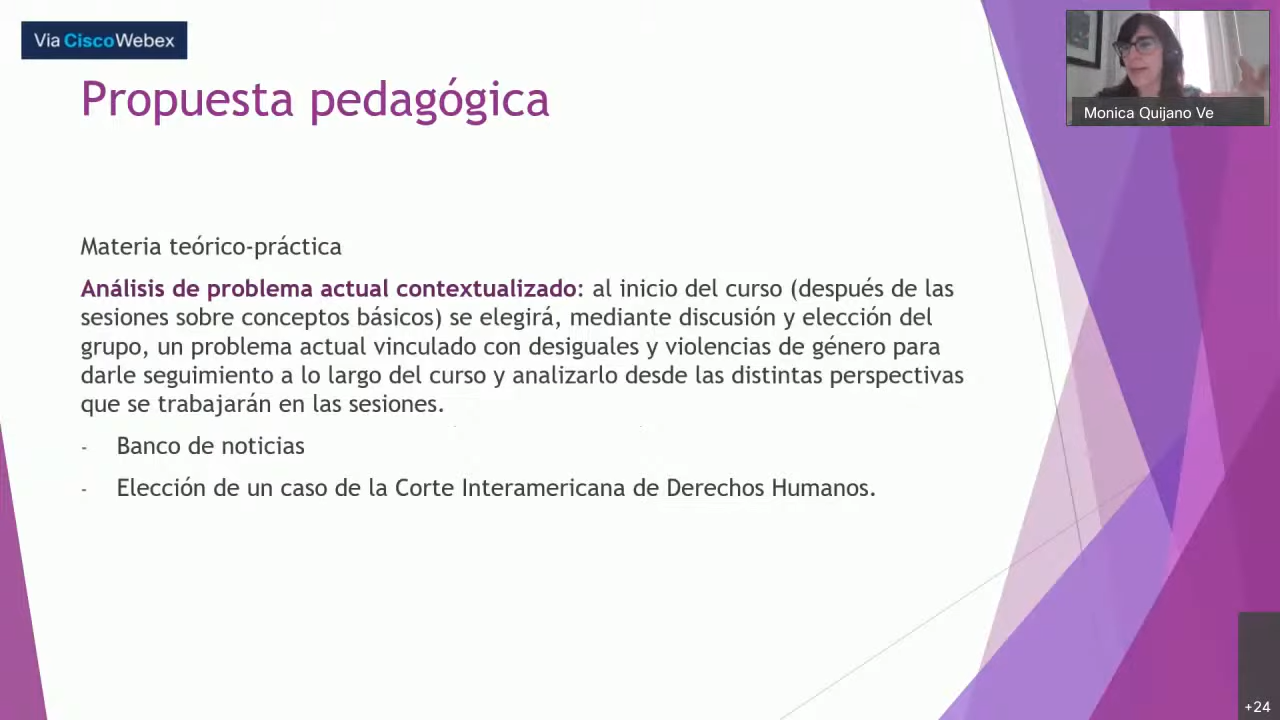 Vía CiscoWebex
Monica Quijano Ve
Propuesta pedagógica
Materia teórico-práctica
Análisis de problema actual contextualizado: al inicio del curso (después de las
sesiones sobre conceptos básicos) se elegirá, mediante discusión y elección del
grupo, un problema actual vinculado con desiguales y violencias de género para
darle seguimiento a lo largo del curso y analizarlo desde las distintas perspectivas
que se trabajarán en las sesiones.
- Banco de noticias
- Elección de un caso de la Corte Interamericana de Derechos Humanos.
+24